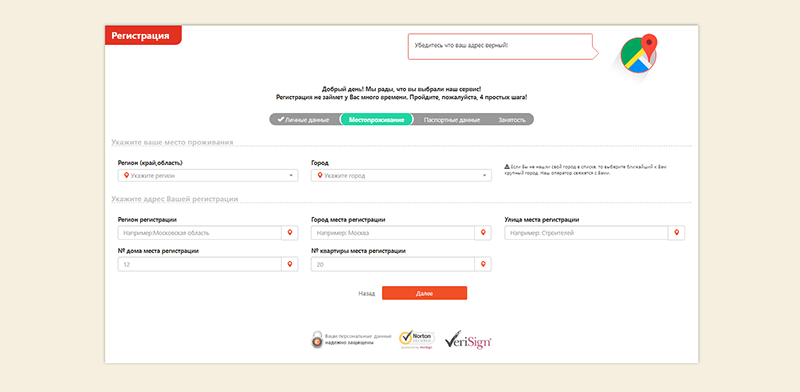 Регистрация
Убедитесь что ваш адрес верный!
Добрый день! Мы рады, что вы выбрали наш сервис!
Регистрация не займет у Вас много времени. Пройдите, пожалуйста, 4 простых шага!
Личные данные Местопроживание Паспортные данные Занятость
Укажите ваше место проживания
Регион (край,область) Город
Укажите регион Укажите город
Если Вы не нашли свой город в списке, то выберите ближайший к Вам
крупный город. Наш оператор свяжется с Вами.
Укажите адрес Вашей регистрации
Регион регистрации Город места регистрации Улица места регистрации
Например:Московская область Например: Москва Например: Строителей
№ дома места регистрации № квартиры места регистрации
12 20
Назад Далее
Ваши персональные данные
надежно защищены
Norton
SECURED
powered by VeriSign
VeriSign